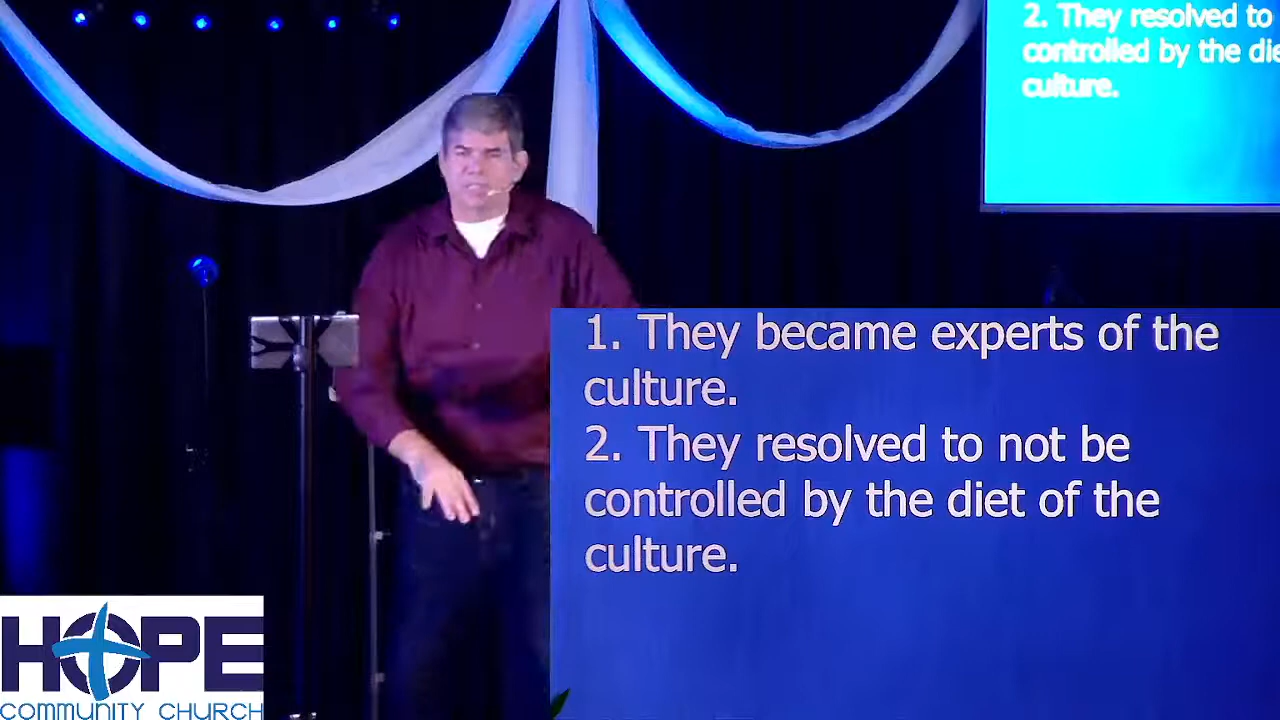 2. They resolved to
controlled by the die
culture.
1. They became experts of the
culture.
2. They resolved to not be
controlled by the diet of the
culture.
HOPE
COMMUNITY CHURCH